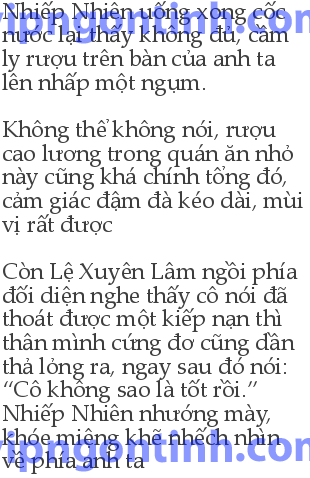 Nhiếp Nhiên uống xong cốc
nước lại thấy không đủ, cầm
ly rượu trên bàn của anh ta
lên nhấp một ngụm.
Không thể không nói, rượu
cao lương trong quán ăn nhỏ
này cũng khá chính tổng đó,
cảm giác đậm đà kéo dài, mùi
vị rất được
Còn Lệ Xuyên Lâm ngồi phía
đối diện nghe thấy cô nói đã
thoát được một kiếp nạn thì
thân mình cứng đơ cũng dần
thả lỏng ra, ngay sau đó nói:
“Cô không sao là tốt rồi.”
Nhiếp Nhiên nhướng mày,
khóe miệng khẽ nhếch nhìn
về phía anh ta
vipngontinh.com
vipngontinh.com